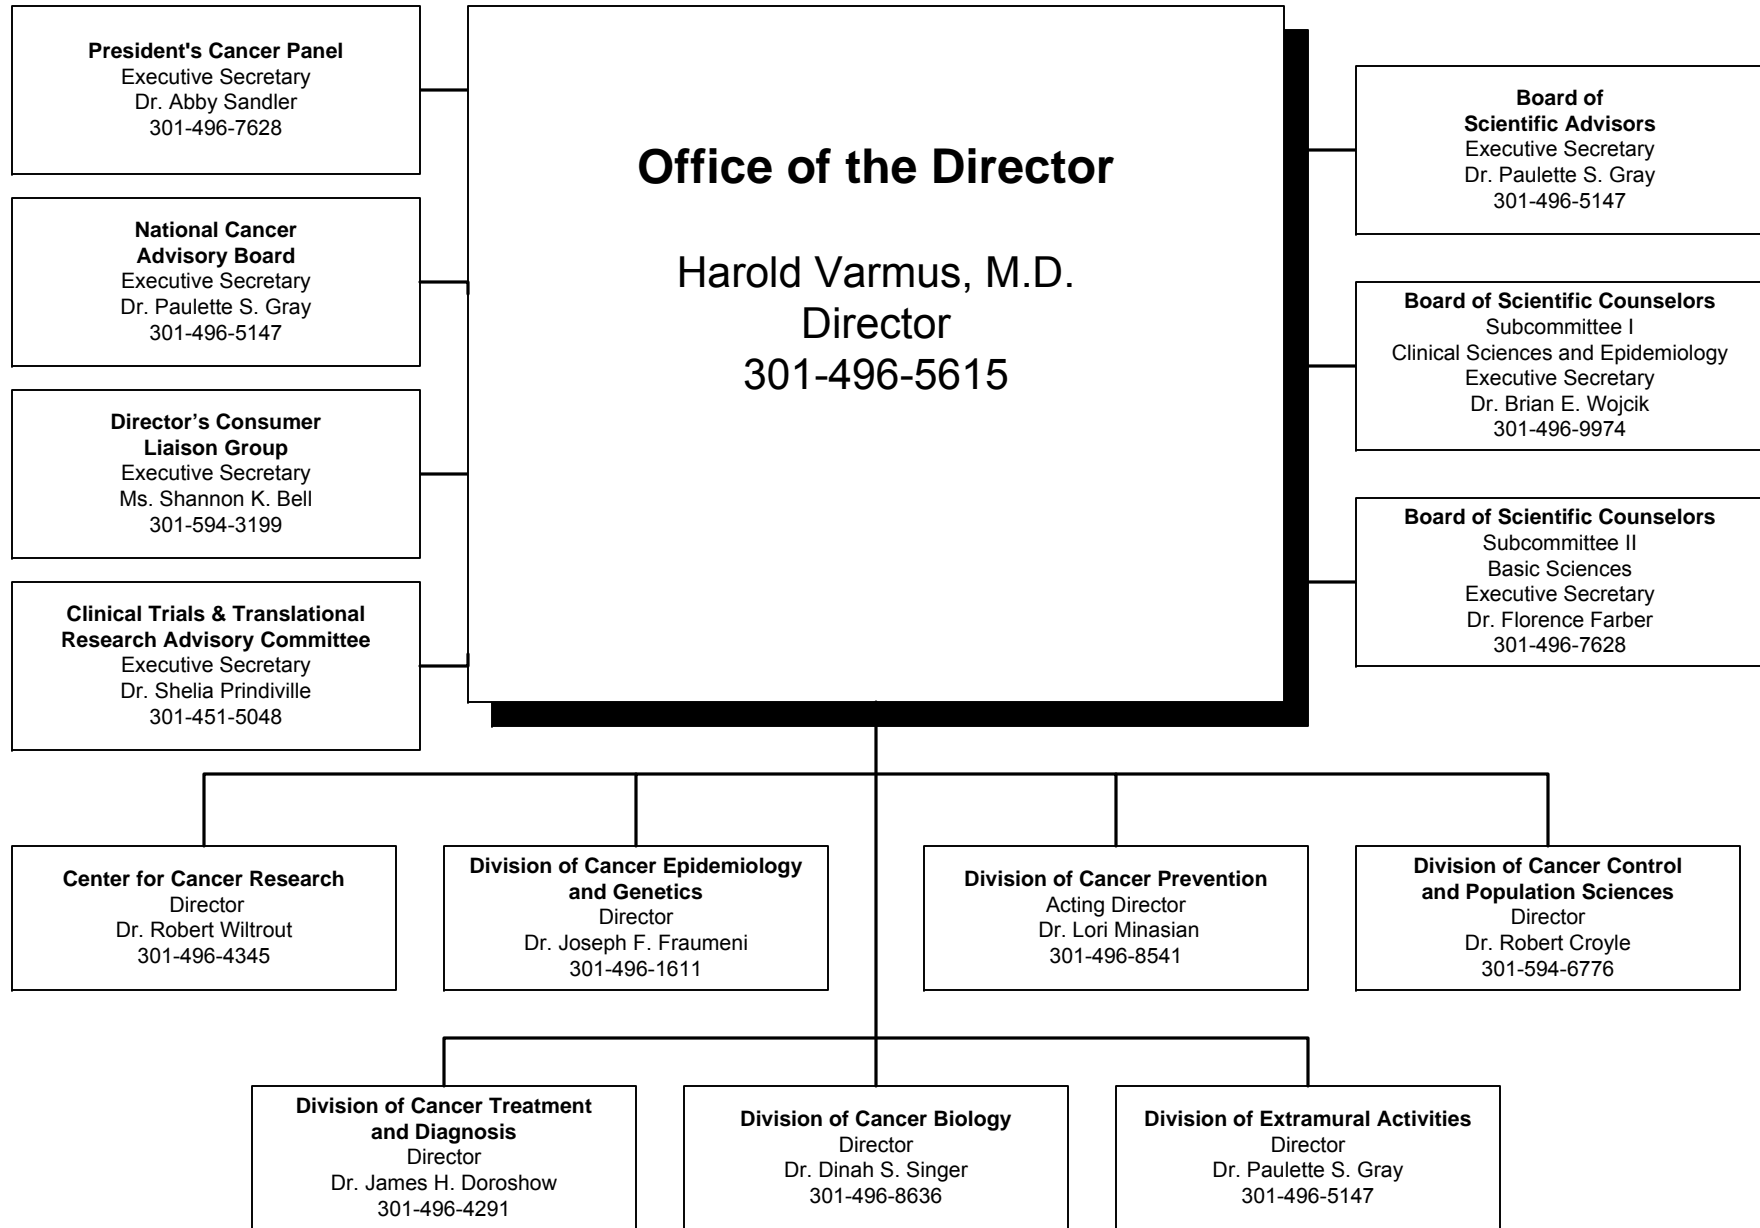 President's Cancer Panel
Executive Secretary
Dr. Abby Sandler
301-496-7628
National Cancer
Advisory Board
Executive Secretary
Dr. Paulette S. Gray
301-496-5147
Director’s Consumer
Liaison Group
Executive Secretary
Ms. Shannon K. Bell
301-594-3199
Clinical Trials & Translational
Research Advisory Committee
Executive Secretary
Dr. Shelia Prindiville
301-451-5048
Office of the Director
Harold Varmus, M.D.
Director
301-496-5615
Board of
Scientific Advisors
Executive Secretary
Dr. Paulette S. Gray
301-496-5147
Board of Scientific Counselors
Subcommittee I
Clinical Sciences and Epidemiology
Executive Secretary
Dr. Brian E. Wojcik
301-496-9974
Board of Scientific Counselors
Subcommittee II
Basic Sciences
Executive Secretary
Dr. Florence Farber
301-496-7628
Center for Cancer Research
Director
Dr. Robert Wiltrout
301-496-4345
Division of Cancer Epidemiology
and Genetics
Director
Dr. Joseph F. Fraumeni
301-496-1611
Division of Cancer Prevention
Acting Director
Dr. Lori Minasian
301-496-8541
Division of Cancer Control
and Population Sciences
Director
Dr. Robert Croyle
301-594-6776
Division of Cancer Treatment
and Diagnosis
Director
Dr. James H. Doroshow
301-496-4291
Division of Cancer Biology
Director
Dr. Dinah S. Singer
301-496-8636
Division of Extramural Activities
Director
Dr. Paulette S. Gray
301-496-5147